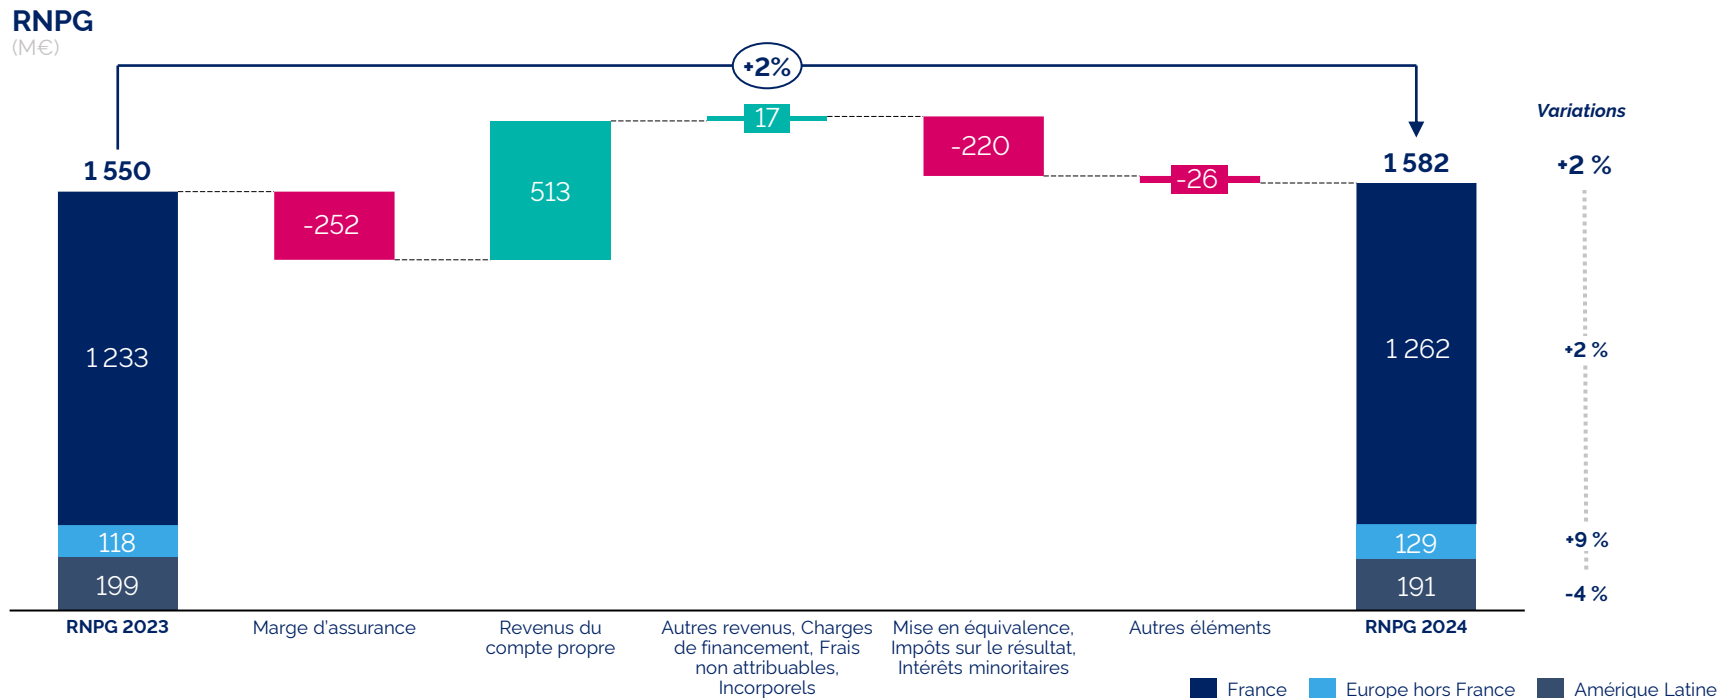 RNPG
(M€)
+2%
Variations
1 550
-252
513
17
-220
-26
1 582
+2 %
1 233
1 262
+2 %
118
129
+9 %
199
191
-4 %
RNPG 2023
Marge d'assurance
Revenus du
compte propre
Autres revenus, Charges
de financement, Frais
non attribuables,
Incorporels
Mise en équivalence,
Impôts sur le résultat,
Intérêts minoritaires
Autres éléments
RNPG 2024
France
Europe hors France
Amérique Latine